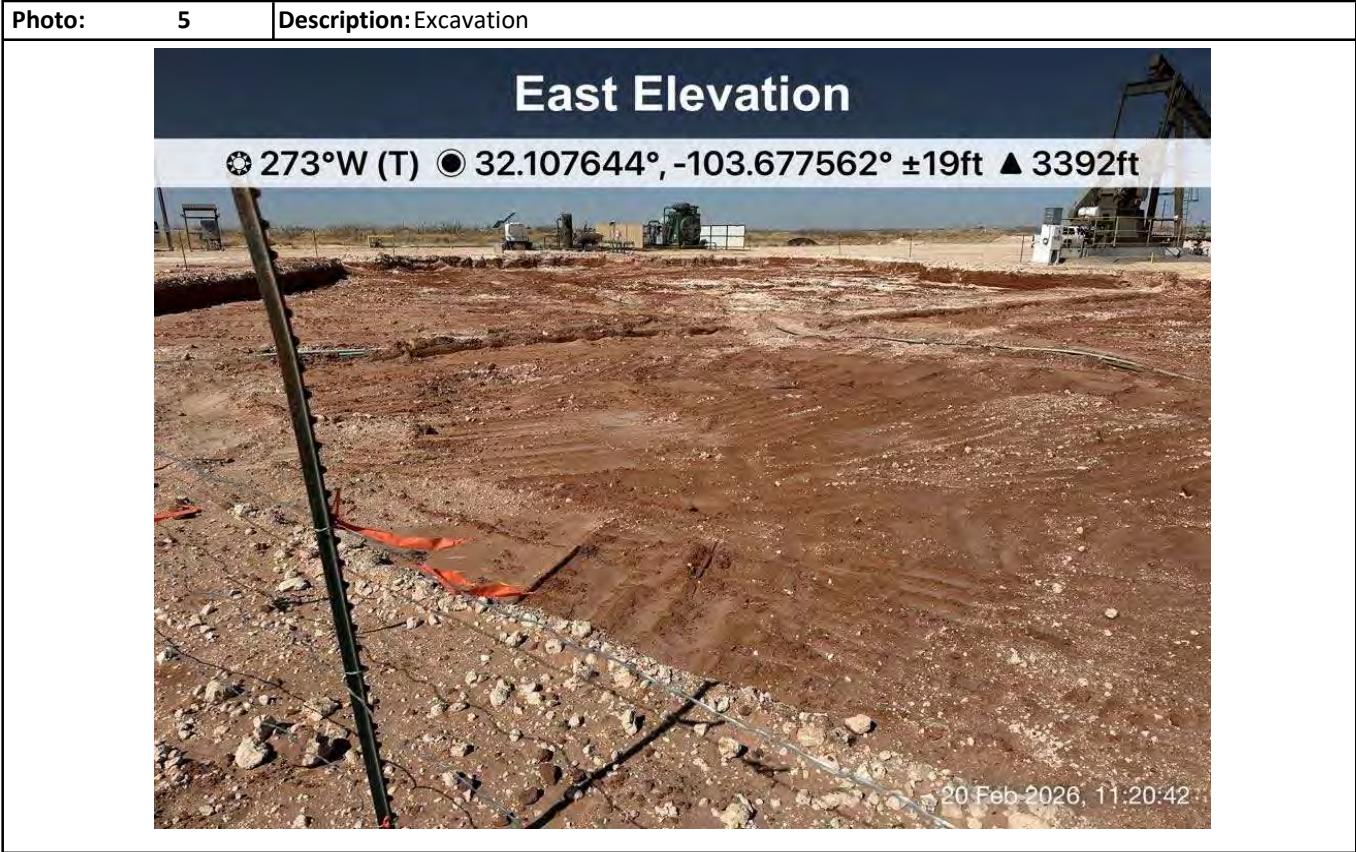 Photo: 5 Description: Excavation
East Elevation
273°W (T) 32.107644°, -103.677562° ±19ft ▲ 3392ft
20 Feb 2026, 11:20:42